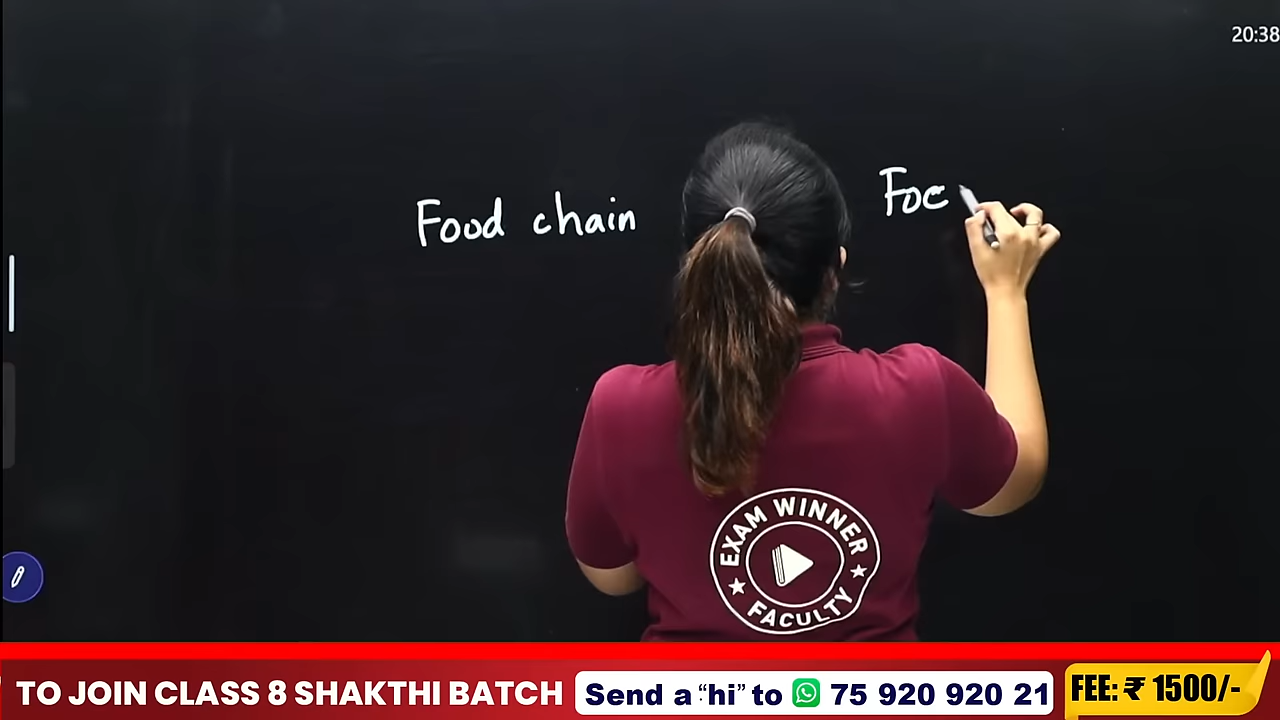 20:38
Food chain
Foc
EXAM WINNER
FACULTY
TO JOIN CLASS 8 SHAKTHI BATCH
Send a “hi” to 75 920 920 21
FEE: ₹ 1500/-